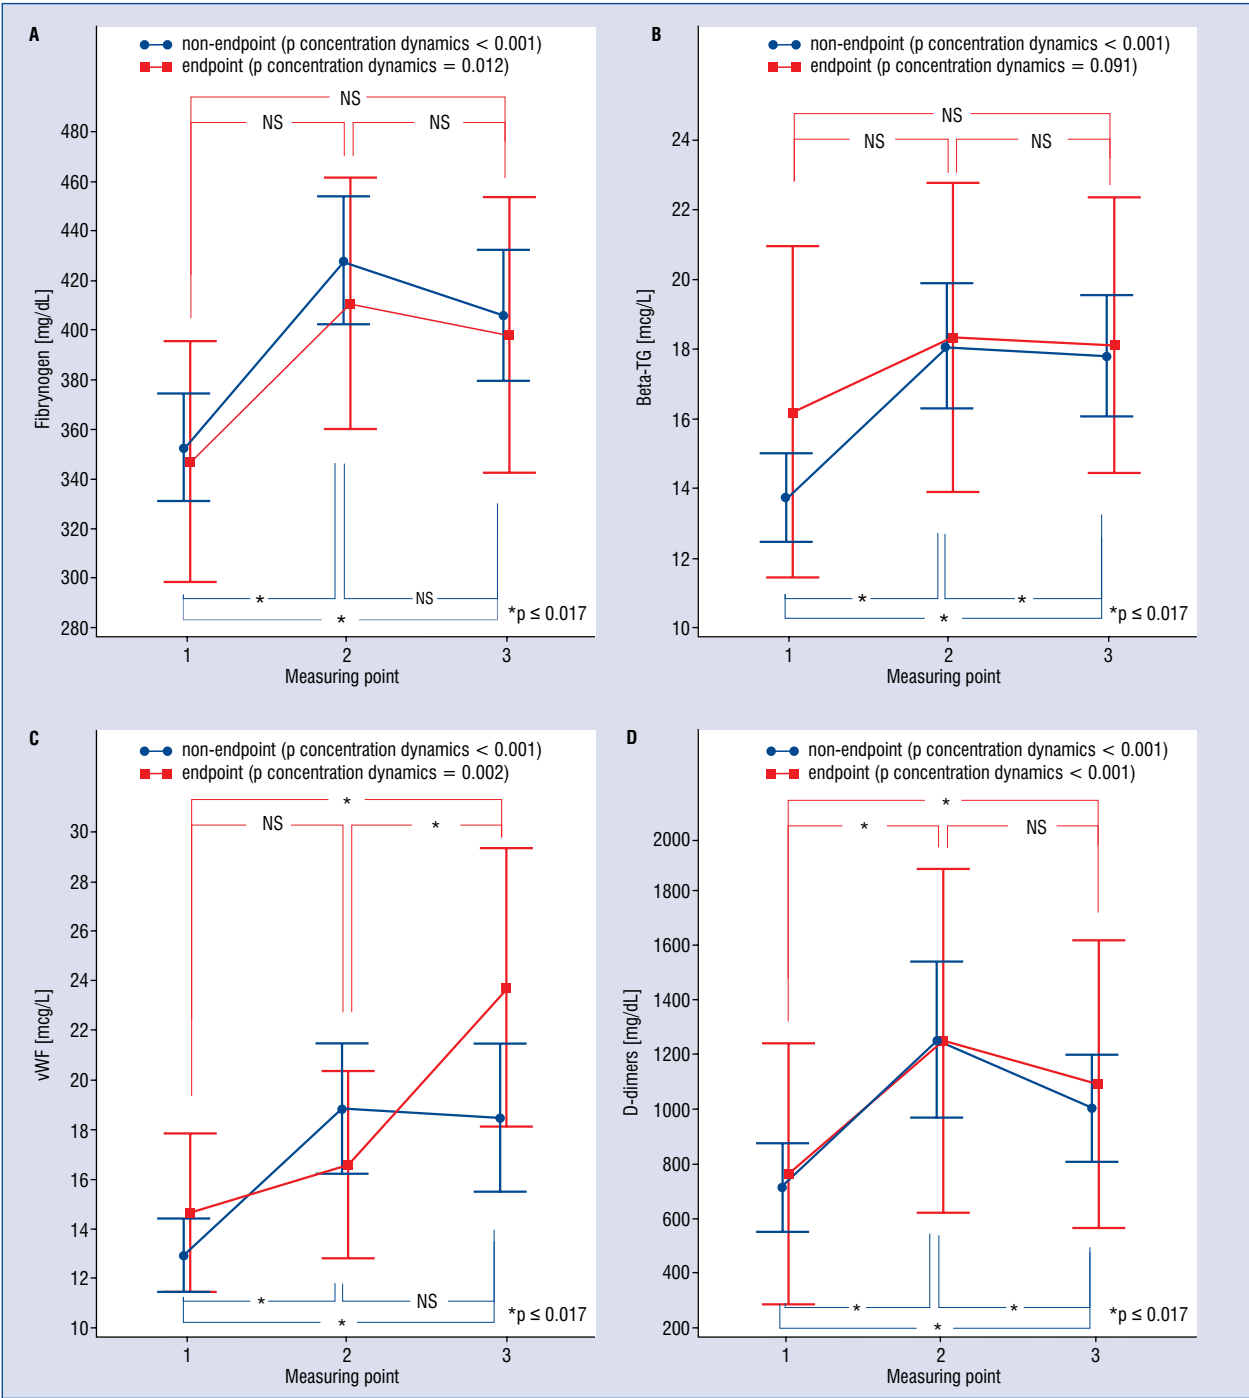 A
non-endpoint (p concentration dynamics < 0.001)
endpoint (p concentration dynamics = 0.012)
NS
NS
NS
480
460
440
420
400
380
360
340
320
300
280
Fibrynogen [mg/dL]
*
NS
*
*p ≤ 0.017
1
2
3
Measuring point
B
non-endpoint (p concentration dynamics < 0.001)
endpoint (p concentration dynamics = 0.091)
NS
NS
NS
24
22
20
18
16
14
12
10
Beta-TG [mcg/L]
*
*
*
*p ≤ 0.017
1
2
3
Measuring point
C
non-endpoint (p concentration dynamics < 0.001)
endpoint (p concentration dynamics = 0.002)
*
NS
*
30
28
26
24
22
20
18
16
14
12
10
vWF [mcg/L]
*
NS
*
*p ≤ 0.017
1
2
3
Measuring point
D
non-endpoint (p concentration dynamics < 0.001)
endpoint (p concentration dynamics < 0.001)
*
*
NS
2000
1800
1600
1400
1200
1000
800
600
400
200
D-dimers [mg/dL]
*
*
*
*p ≤ 0.017
1
2
3
Measuring point